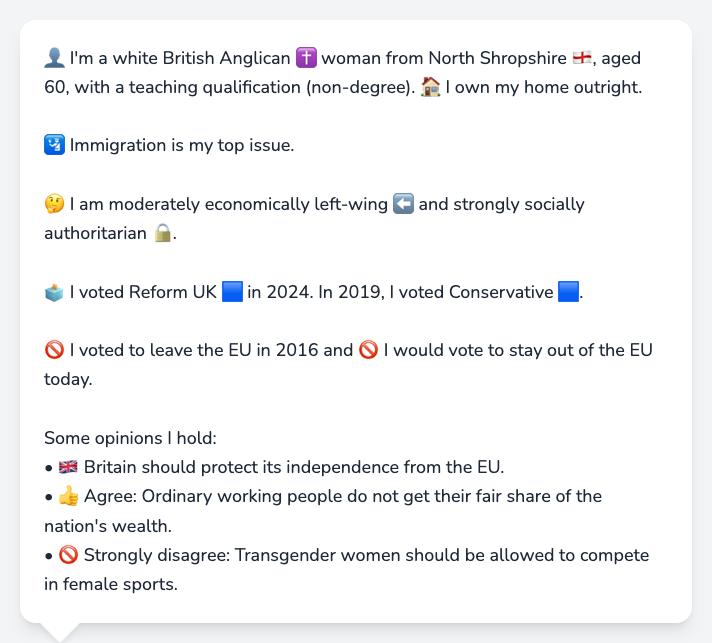 👤 I'm a white British Anglican ✝️ woman from North Shropshire 🏴󠁧󠁢󠁥󠁮󠁧󠁿, aged
60, with a teaching qualification (non-degree). 🏠 I own my home outright.
🛂 Immigration is my top issue.
🤔 I am moderately economically left-wing ⬅️ and strongly socially
authoritarian 🔒.
🗳️ I voted Reform UK 🟦 in 2024. In 2019, I voted Conservative 🟦.
🚫 I voted to leave the EU in 2016 and 🚫 I would vote to stay out of the EU
today.
Some opinions I hold:
• 🇬🇧 Britain should protect its independence from the EU.
• 👍 Agree: Ordinary working people do not get their fair share of the
nation's wealth.
• 🚫 Strongly disagree: Transgender women should be allowed to compete
in female sports.